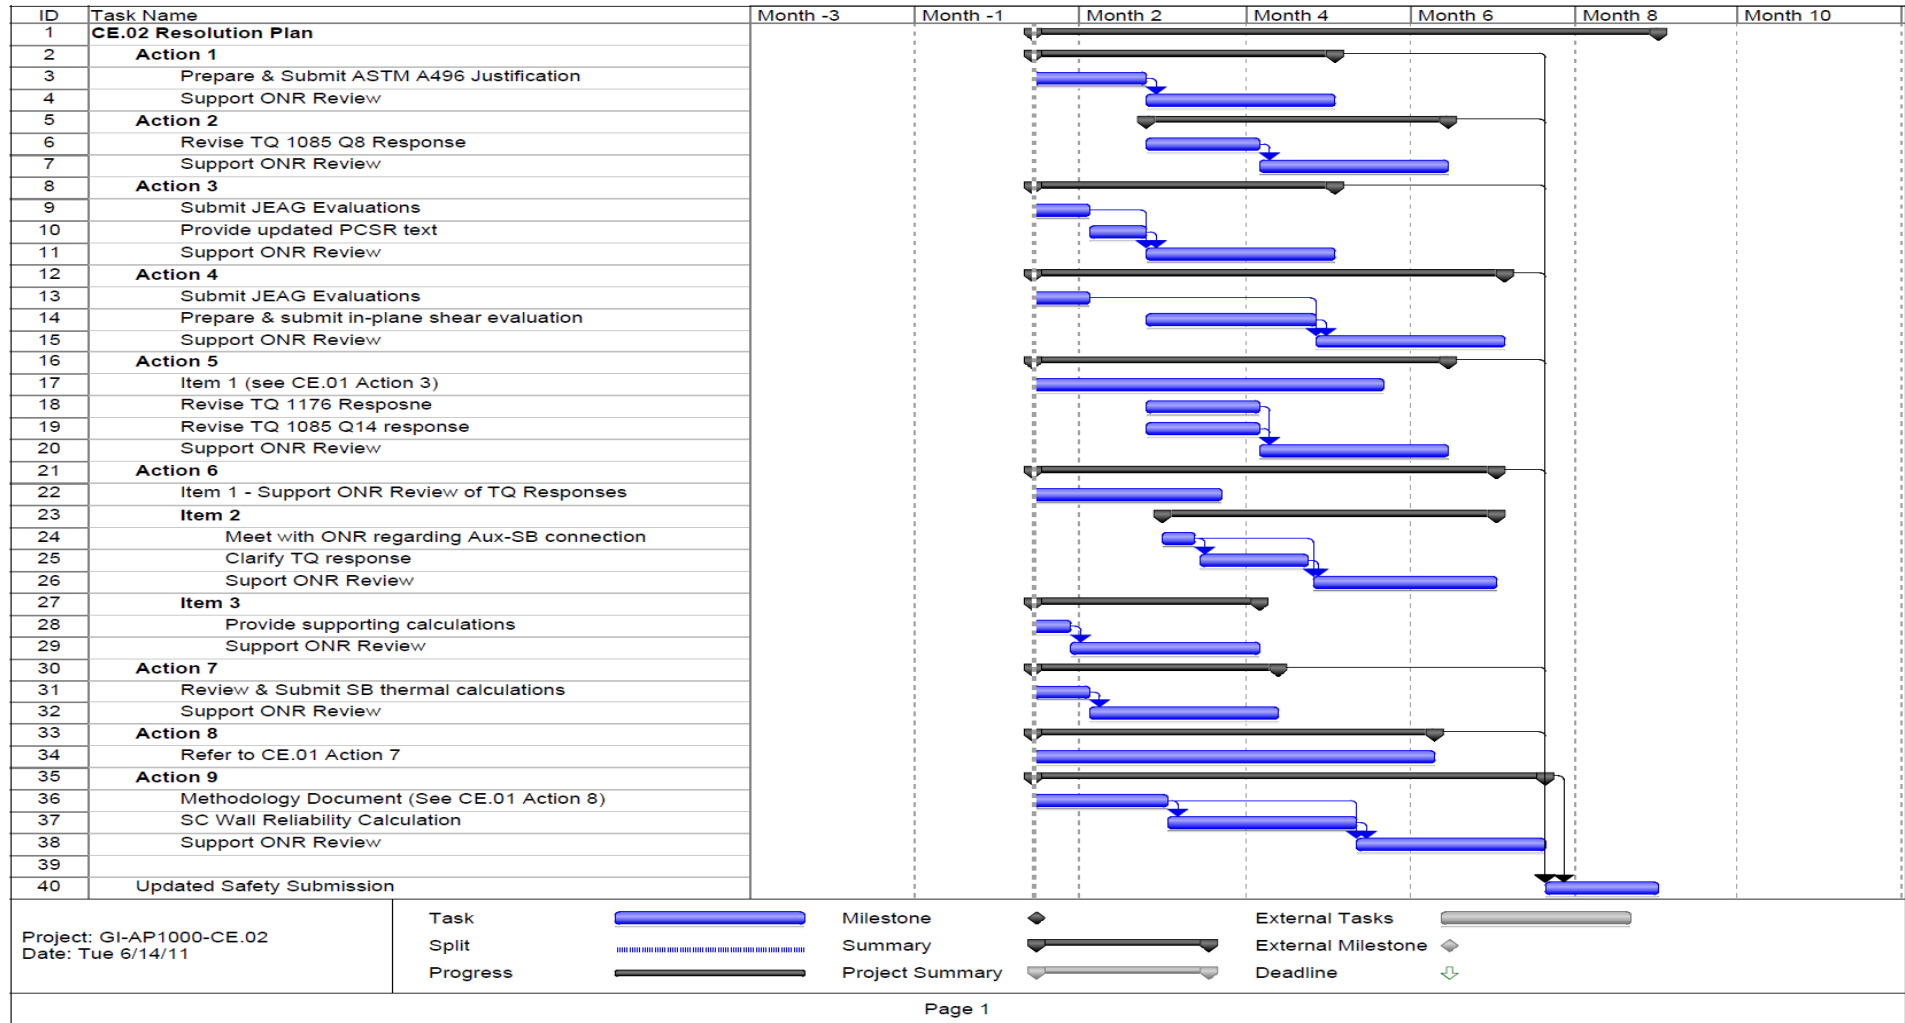 ID Task Name Month -3 Month -1 Month 2 Month 4 Month 6 Month 8 Month 10
1 CE.02 Resolution Plan
2 Action 1
3 Prepare & Submit ASTM A496 Justification
4 Support ONR Review
5 Action 2
6 Revise TQ 1085 Q8 Response
7 Support ONR Review
8 Action 3
9 Submit JEAG Evaluations
10 Provide updated PCSR text
11 Support ONR Review
12 Action 4
13 Submit JEAG Evaluations
14 Prepare & submit in-plane shear evaluation
15 Support ONR Review
16 Action 5
17 Item 1 (see CE.01 Action 3)
18 Revise TQ 1176 Resposne
19 Revise TQ 1085 Q14 response
20 Support ONR Review
21 Action 6
22 Item 1 - Support ONR Review of TQ Responses
23 Item 2
24 Meet with ONR regarding Aux-SB connection
25 Clarify TQ response
26 Suport ONR Review
27 Item 3
28 Provide supporting calculations
29 Support ONR Review
30 Action 7
31 Review & Submit SB thermal calculations
32 Support ONR Review
33 Action 8
34 Refer to CE.01 Action 7
35 Action 9
36 Methodology Document (See CE.01 Action 8)
37 SC Wall Reliability Calculation
38 Support ONR Review
39
40 Updated Safety Submission
Project: GI-AP1000-CE.02
Date: Tue 6/14/11
Task Milestone External Tasks
Split Summary External Milestone
Progress Project Summary Deadline
Page 1